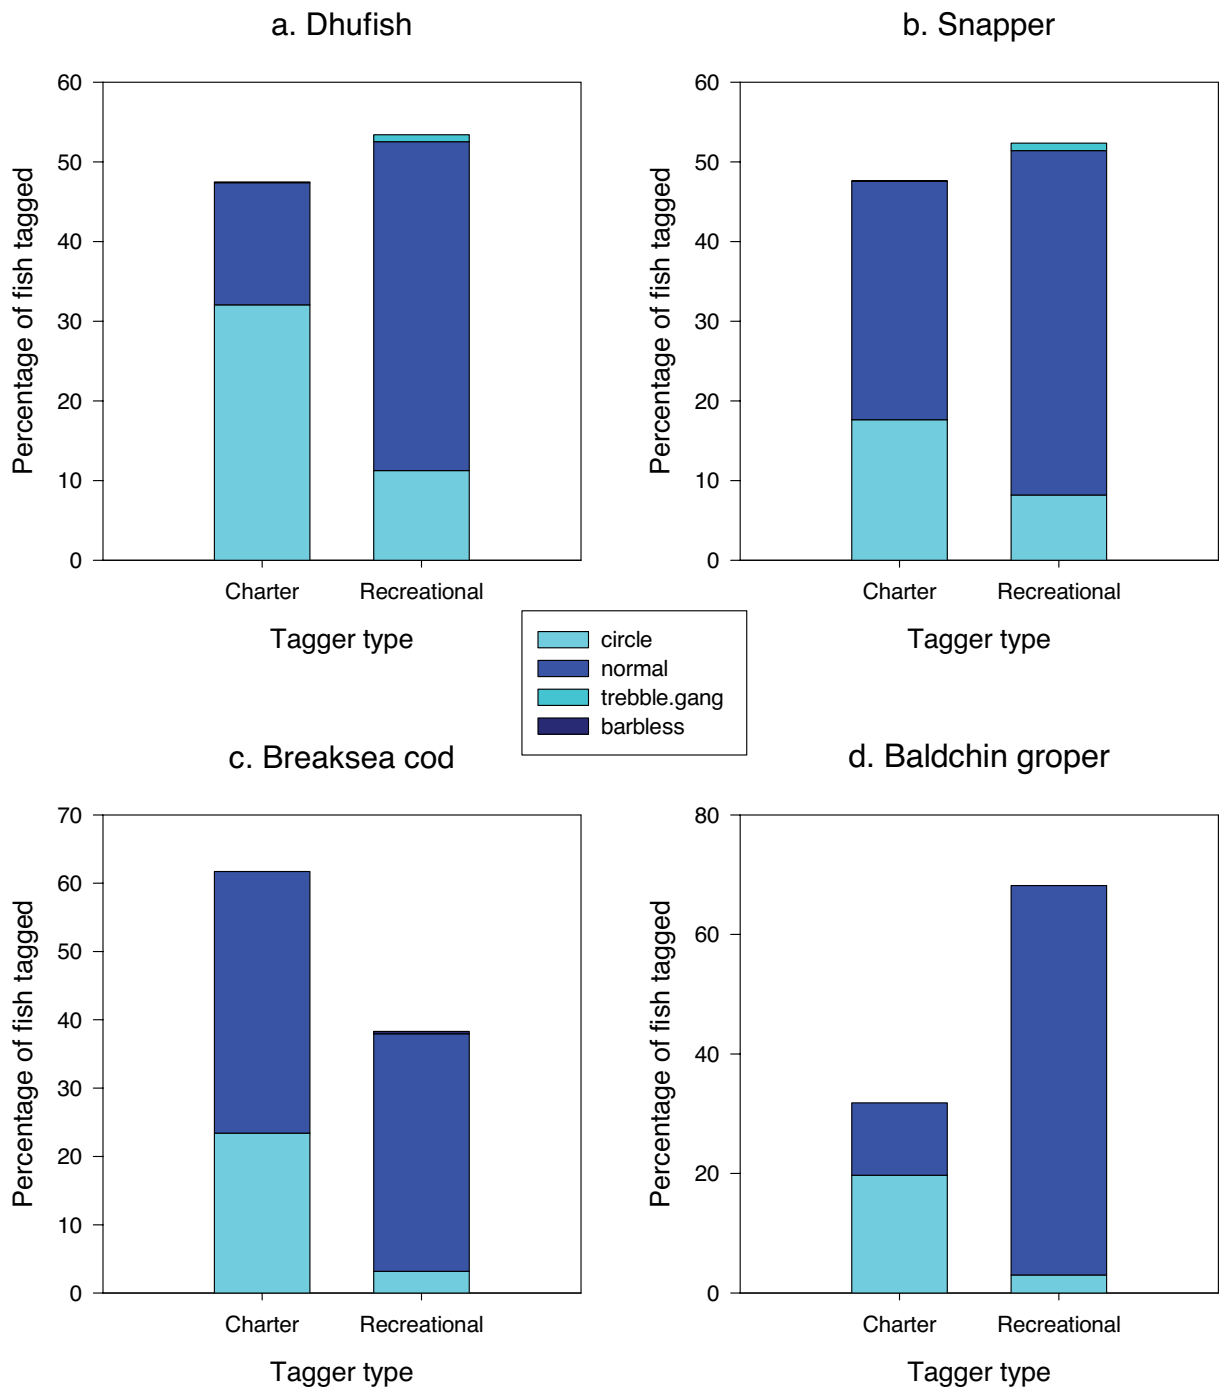 a. Dhufish
60
50
40
30
20
10
0
Percentage of fish tagged
Charter
Recreational
Tagger type
b. Snapper
60
50
40
30
20
10
0
Percentage of fish tagged
Charter
Recreational
Tagger type
circle
normal
trebble.gang
barbless
c. Breaksea cod
70
60
50
40
30
20
10
0
Percentage of fish tagged
Charter
Recreational
Tagger type
d. Baldchin groper
80
60
40
20
0
Percentage of fish tagged
Charter
Recreational
Tagger type